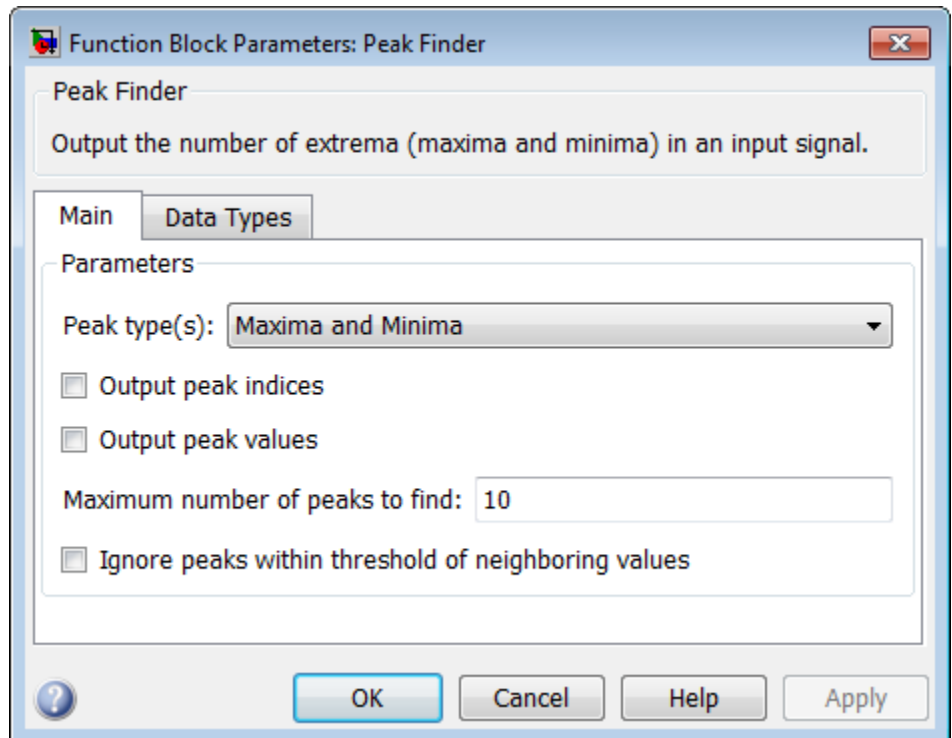 Function Block Parameters: Peak Finder
Peak Finder
Output the number of extrema (maxima and minima) in an input signal.
Main Data Types
Parameters
Peak type(s): Maxima and Minima
Output peak indices
Output peak values
Maximum number of peaks to find: 10
Ignore peaks within threshold of neighboring values
? OK Cancel Help Apply